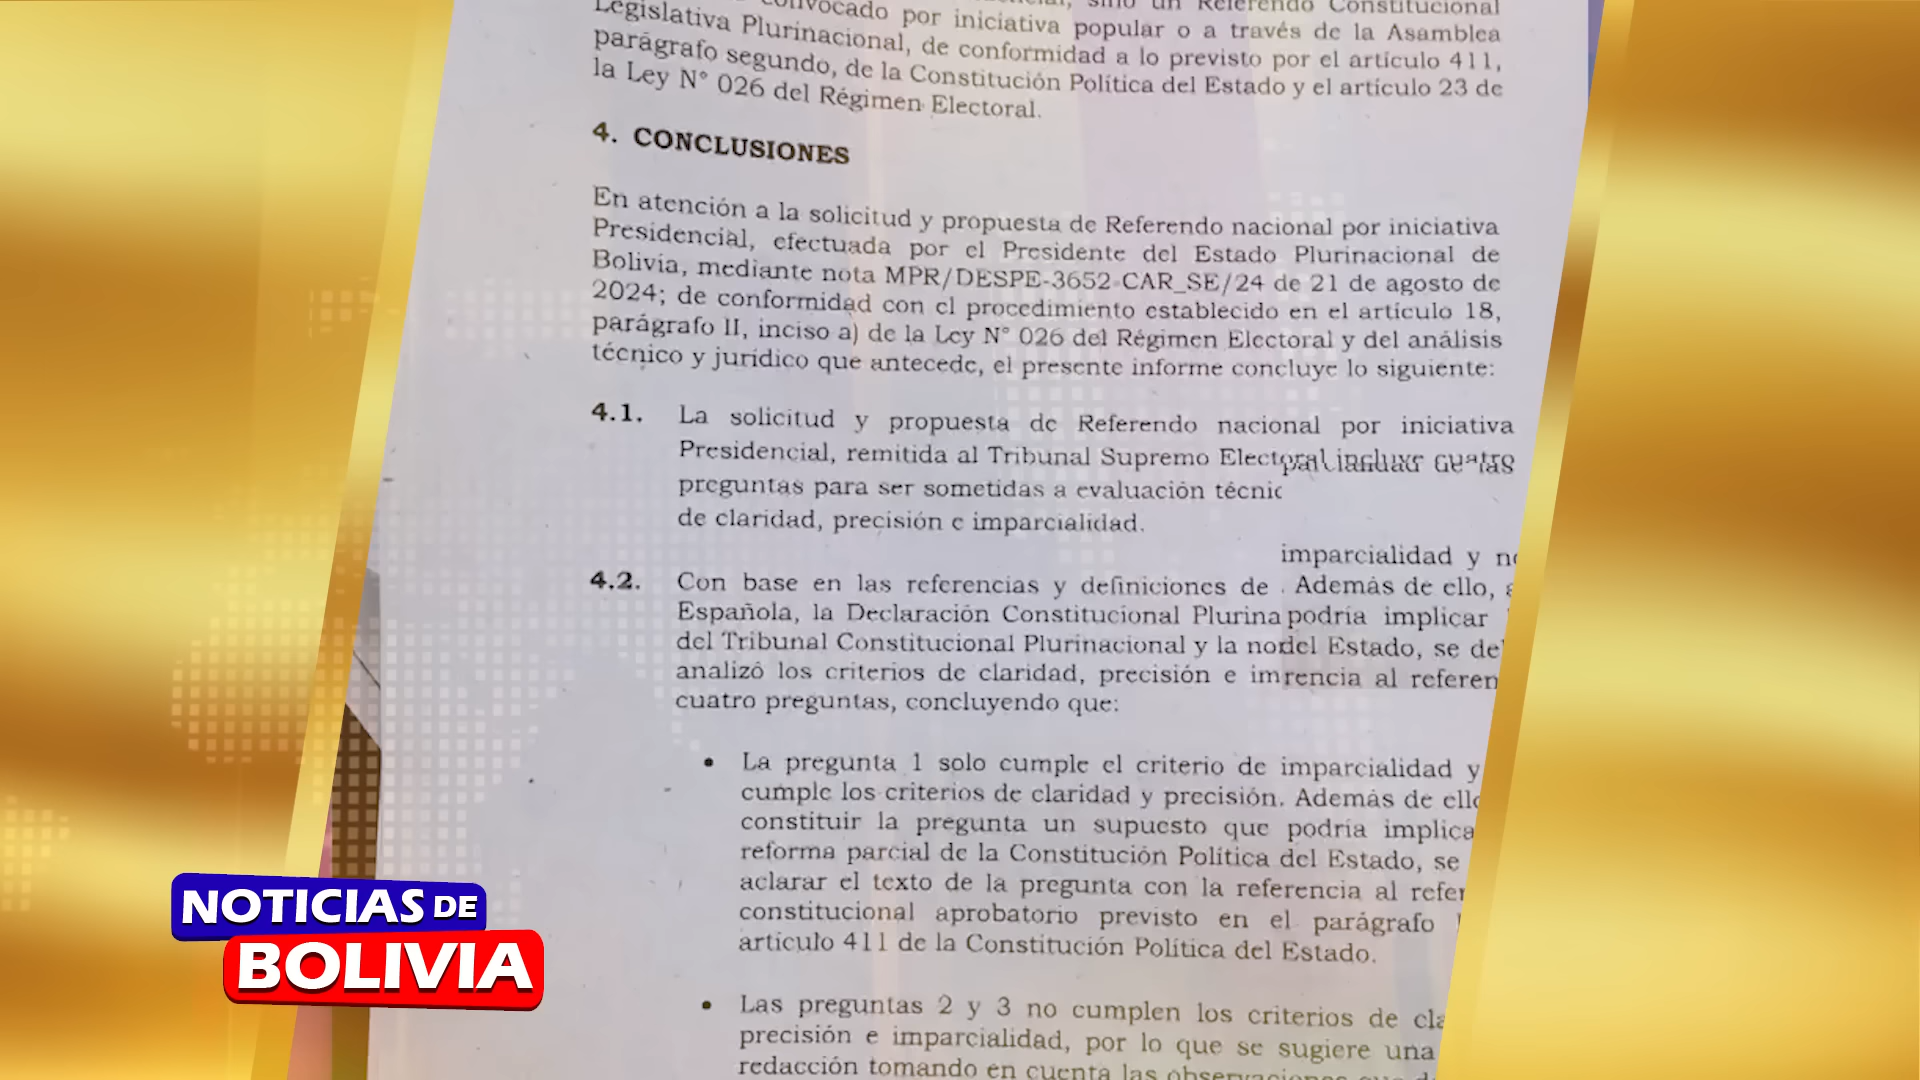 sino un Referendo Constitucional
convocado por iniciativa popular o a través de la Asamblea
Legislativa Plurinacional, de conformidad a lo previsto por el artículo 411,
parágrafo segundo, de la Constitución Política del Estado y el artículo 23 de
la Ley N° 026 del Régimen Electoral.
4. CONCLUSIONES
En atención a la solicitud y propuesta de Referendo nacional por iniciativa
Presidencial, efectuada por el Presidente del Estado Plurinacional de
Bolivia, mediante nota MPR/DESPE-3652-CAR_SE/24 de 21 de agosto de
2024; de conformidad con el procedimiento establecido en el artículo 18,
parágrafo II, inciso a) de la Ley N° 026 del Régimen Electoral y del análisis
técnico y jurídico que antecede, el presente informe concluye lo siguiente:
4.1. La solicitud y propuesta de Referendo nacional por iniciativa
Presidencial, remitida al Tribunal Supremo
preguntas para ser sometidas a evaluación
de claridad, precisión e imparcialidad.
imparcialidad y
4.2. Con base en las referencias y definiciones de Además de ello,
Española, la Declaración Constitucional podría implicar
del Tribunal Constitucional Plurinacional y la del Estado, se
analizó los criterios de claridad, precisión e al
cuatro preguntas, concluyendo que:
• La pregunta 1 solo cumple el criterio de imparcialidad y
cumple los criterios de claridad y precisión. Además de
constituir la pregunta un supuesto que podría
reforma parcial de la Constitución Política del Estado, se
aclarar el texto de la pregunta con la referencia al
constitucional aprobatorio previsto en el parágrafo
artículo 411 de la Constitución Política del Estado.
• Las preguntas 2 y 3 no cumplen los criterios de
precisión e imparcialidad, por lo que se sugiere una
redacción tomando en cuenta las
NOTICIAS DE
BOLIVIA